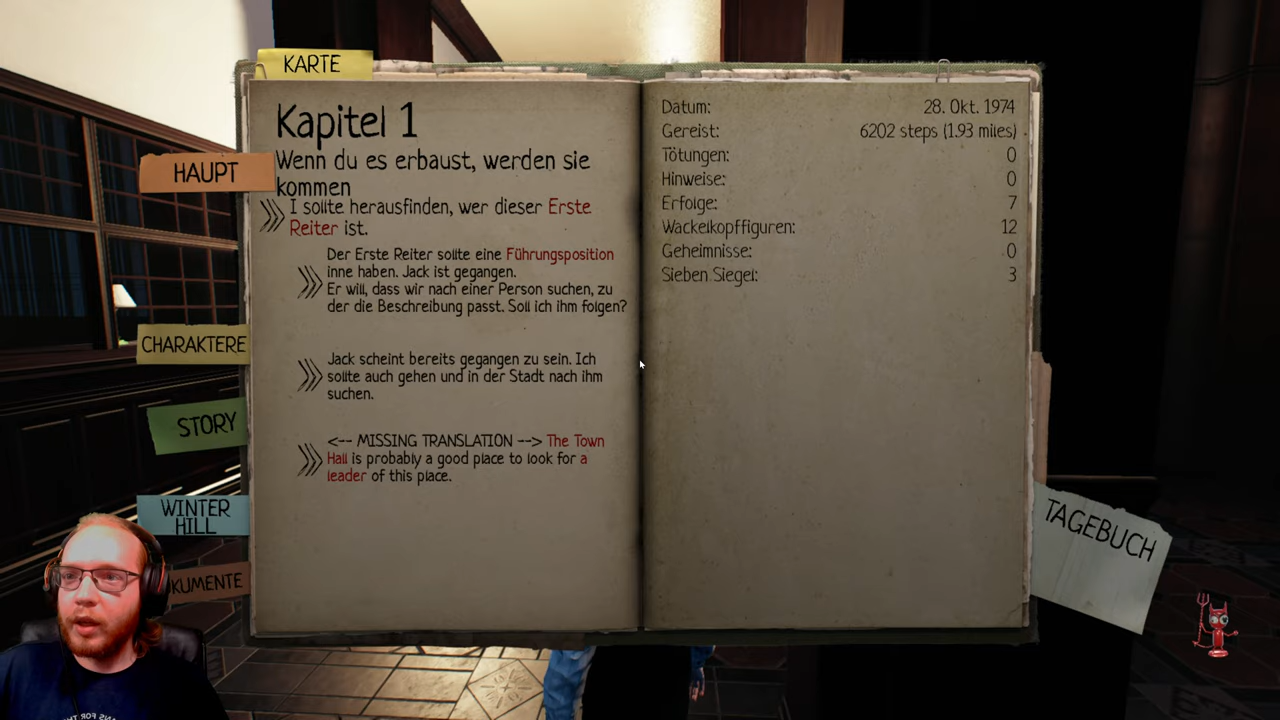 KARTE
Kapitel 1
Wenn du es erbaust, werden sie
kommen
I sollte herausfinden, wer dieser Erste
Reiter ist.
Der Erste Reiter sollte eine Führungsposition
inne haben. Jack ist gegangen.
Er will, dass wir nach einer Person suchen, zu
der die Beschreibung passt. Soll ich ihm folgen?
Jack scheint bereits gegangen zu sein. Ich
sollte auch gehen und in der Stadt nach ihm
suchen.
<-- MISSING TRANSLATION --> The Town
Hall is probably a good place to look for a
leader of this place.
Datum: 28. Okt. 1974
Gereist: 6202 steps (1.93 miles)
Tötungen: 0
Hinweise: 0
Erfolge: 7
Wackelkopffiguren: 12
Geheimnisse: 0
Sieben Siegel: 3
HAUPT
CHARAKTERE
STORY
WINTER
HILL
KUMENTE
TAGEBUCH